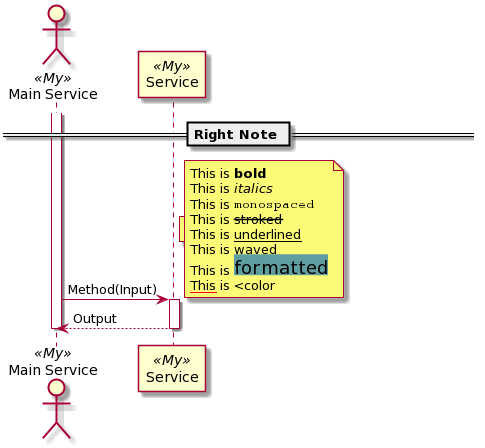 «My»
Main Service
«My»
Service
Right Note
This is bold
This is italics
This is monospaced
This is stroked
This is underlined
This is waved
This is formatted
This is <color
Method(Input)
Output
«My»
Main Service
«My»
Service